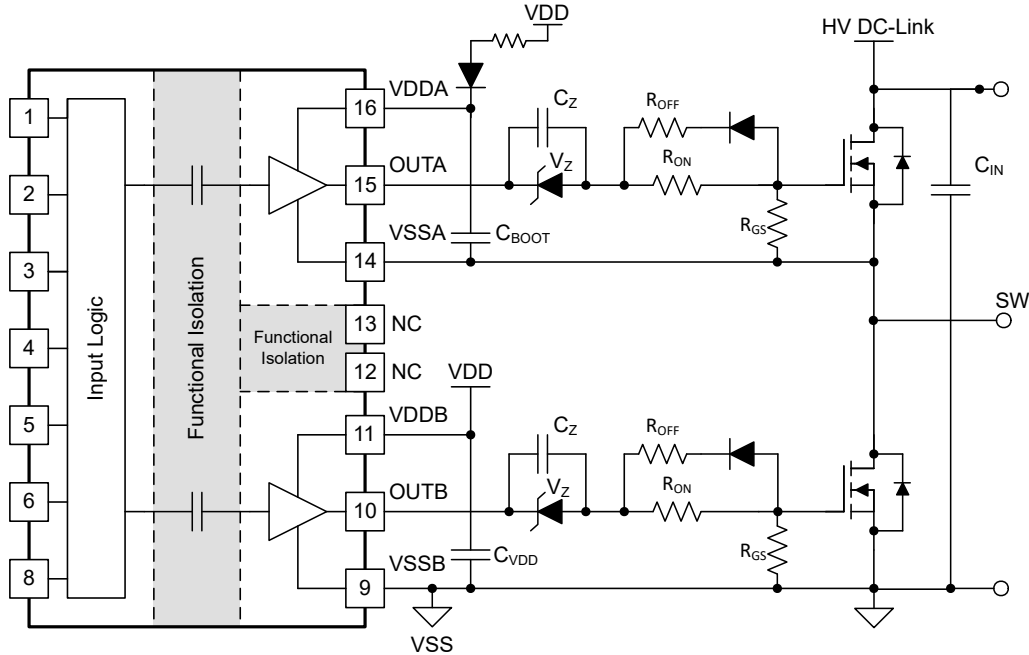 VDD
HV DC-Link
1
2
3
4
5
6
8
Input Logic
Functional Isolation
Functional
Isolation
16
VDDA
15
OUTA
14
VSSA
13
NC
12
NC
11
VDDB
10
OUTB
9
VSSB
CZ
VZ
ROFF
RON
RGS
CBOOT
CIN
SW
VDD
CZ
VZ
ROFF
RON
RGS
CVDD
VSS